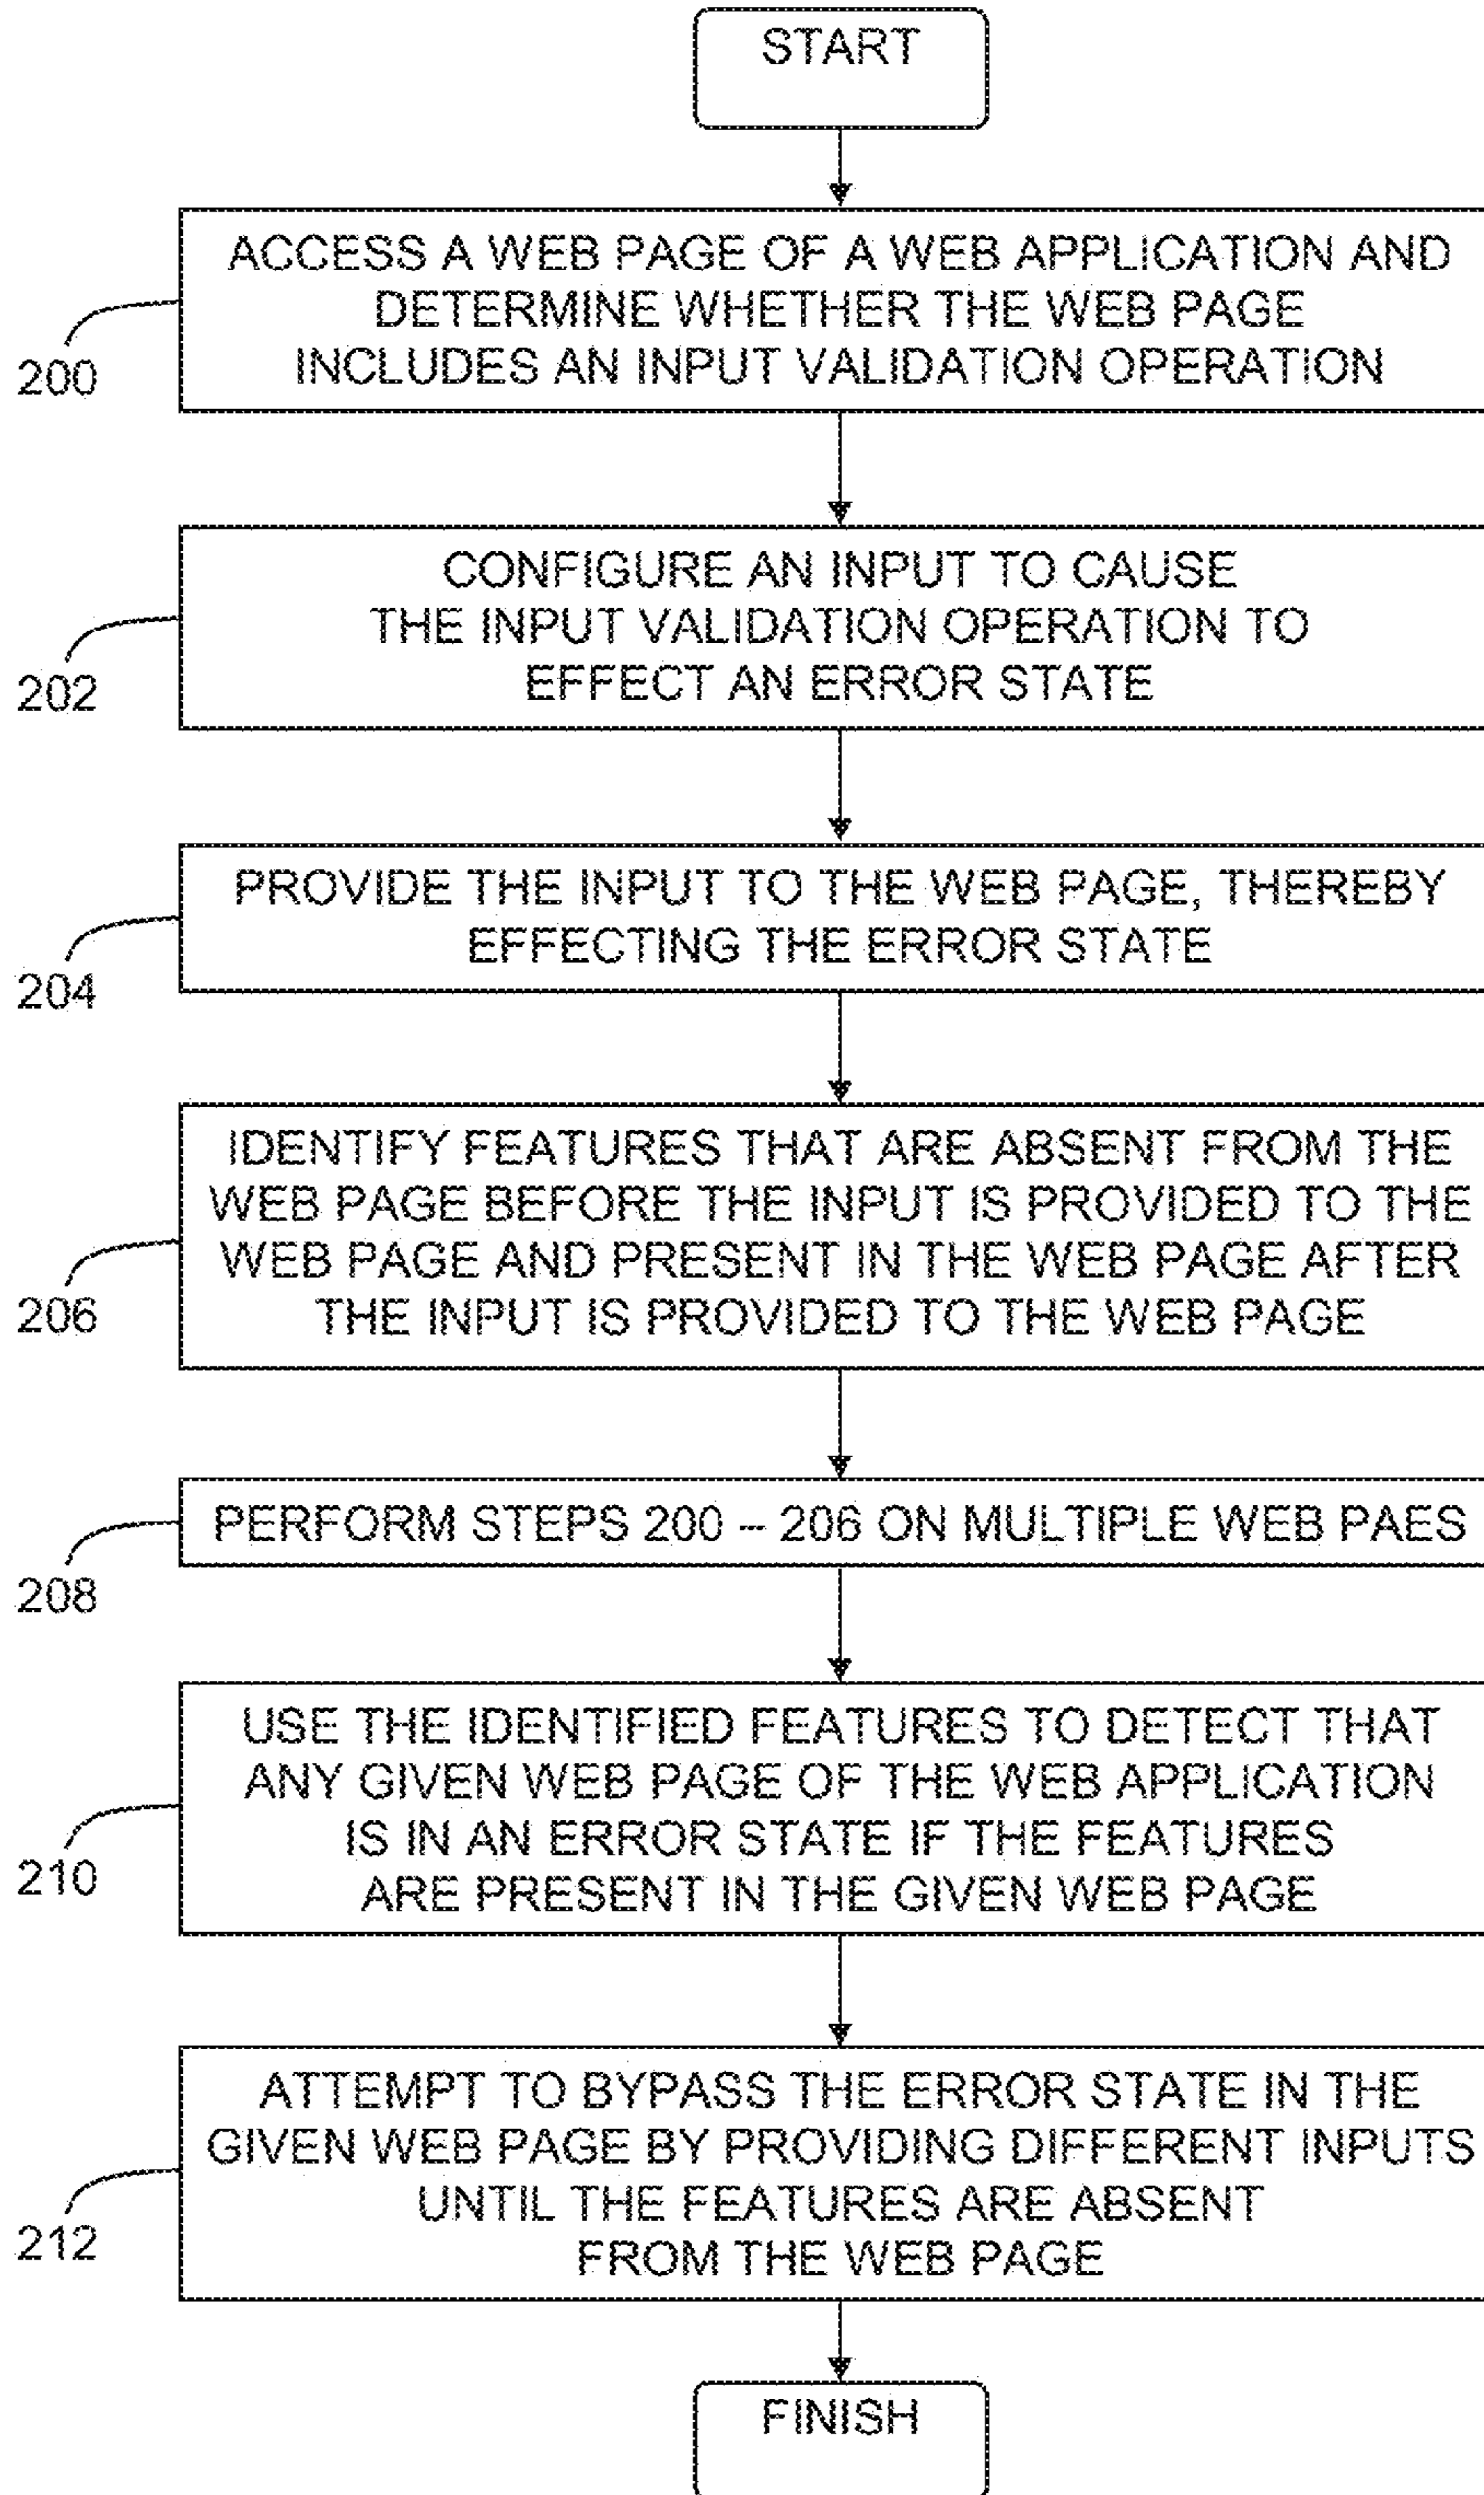 START
ACCESS A WEB PAGE OF A WEB APPLICATION AND
DETERMINE WHETHER THE WEB PAGE
INCLUDES AN INPUT VALIDATION OPERATION
200
CONFIGURE AN INPUT TO CAUSE
THE INPUT VALIDATION OPERATION TO
EFFECT AN ERROR STATE
202
PROVIDE THE INPUT TO THE WEB PAGE, THEREBY
EFFECTING THE ERROR STATE
204
IDENTIFY FEATURES THAT ARE ABSENT FROM THE
WEB PAGE BEFORE THE INPUT IS PROVIDED TO THE
WEB PAGE AND PRESENT IN THE WEB PAGE AFTER
THE INPUT IS PROVIDED TO THE WEB PAGE
206
PERFORM STEPS 200 – 206 ON MULTIPLE WEB PAES
208
USE THE IDENTIFIED FEATURES TO DETECT THAT
ANY GIVEN WEB PAGE OF THE WEB APPLICATION
IS IN AN ERROR STATE IF THE FEATURES
ARE PRESENT IN THE GIVEN WEB PAGE
210
ATTEMPT TO BYPASS THE ERROR STATE IN THE
GIVEN WEB PAGE BY PROVIDING DIFFERENT INPUTS
UNTIL THE FEATURES ARE ABSENT
FROM THE WEB PAGE
212
FINISH